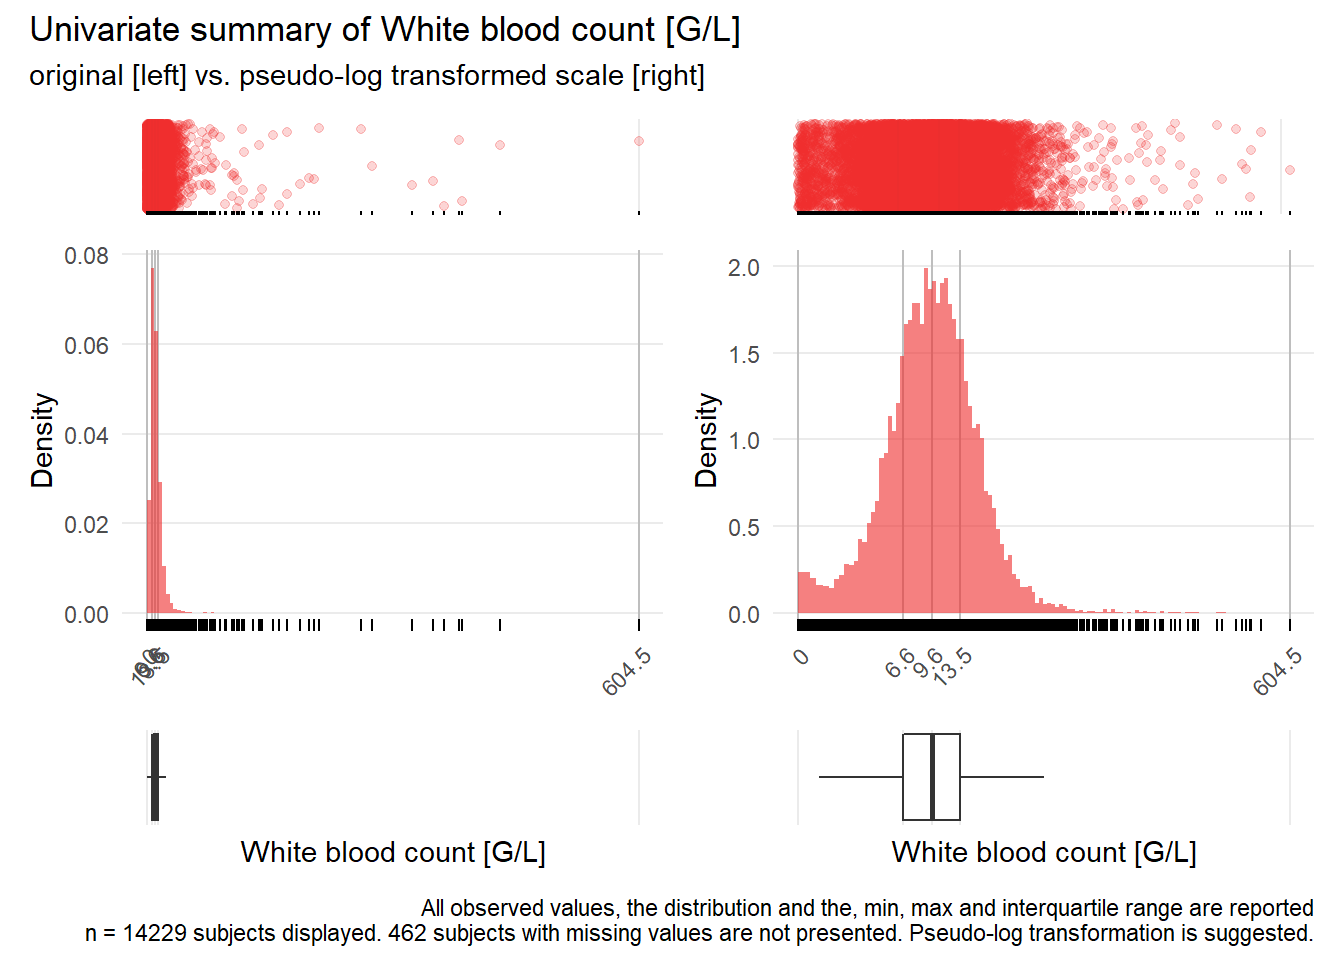 Univariate summary of White blood count [G/L]
original [left] vs. pseudo-log transformed scale [right]
0.08
0.06
0.04
0.02
0.00
Density
604.5
White blood count [G/L]
2.0
1.5
1.0
0.5
0.0
Density
0
6.6
9.6
13.5
604.5
White blood count [G/L]
All observed values, the distribution and the, min, max and interquartile range are reported
n = 14229 subjects displayed. 462 subjects with missing values are not presented. Pseudo-log transformation is suggested.